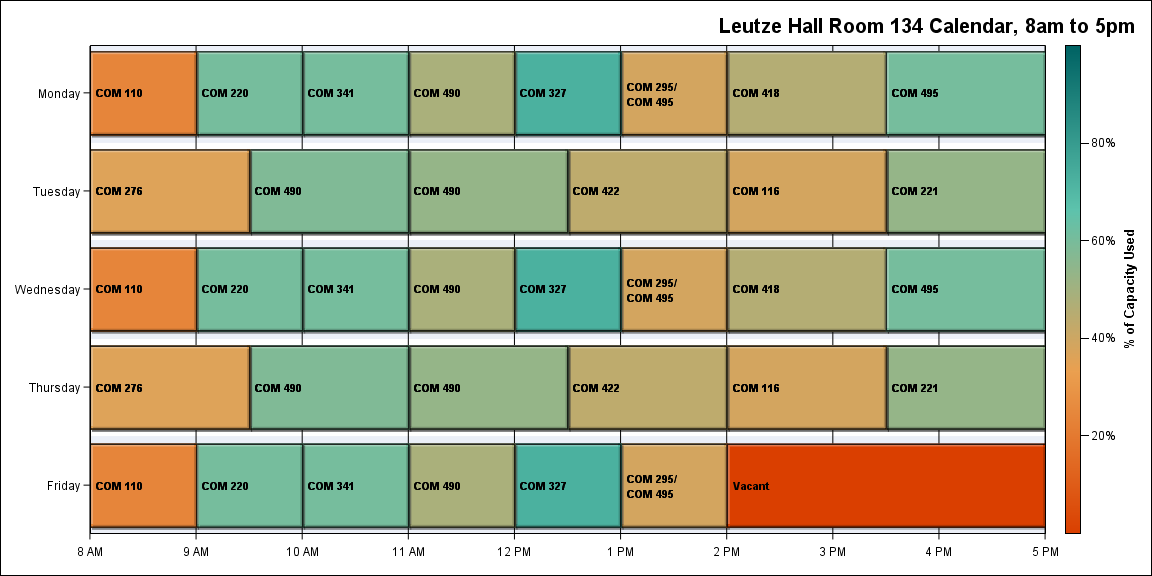 Leutze Hall Room 134 Calendar, 8am to 5pm
Monday
COM 110
COM 220
COM 341
COM 490
COM 327
COM 295/
COM 495
COM 418
COM 495
Tuesday
COM 276
COM 490
COM 490
COM 422
COM 116
COM 221
Wednesday
COM 110
COM 220
COM 341
COM 490
COM 327
COM 295/
COM 495
COM 418
COM 495
Thursday
COM 276
COM 490
COM 490
COM 422
COM 116
COM 221
Friday
COM 110
COM 220
COM 341
COM 490
COM 327
COM 295/
COM 495
Vacant
8 AM
9 AM
10 AM
11 AM
12 PM
1 PM
2 PM
3 PM
4 PM
5 PM
80%
60%
40%
20%
% of Capacity Used